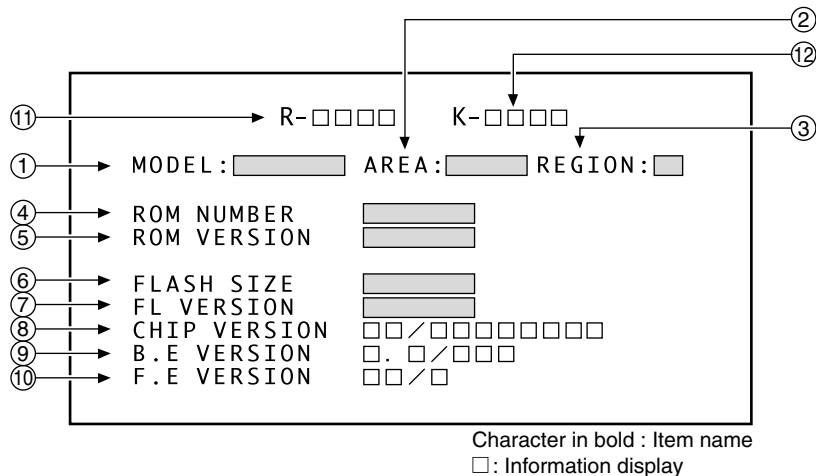 ②
⑫
⑪ R-□□□□ K-□□□□
③
① MODEL: AREA: REGION:
④ ROM NUMBER
⑤ ROM VERSION
⑥ FLASH SIZE
⑦ FL VERSION
⑧ CHIP VERSION □□/□□□□□□□□
⑨ B.E VERSION □. □/□□□
⑩ F.E VERSION □□/□
Character in bold : Item name
□: Information display